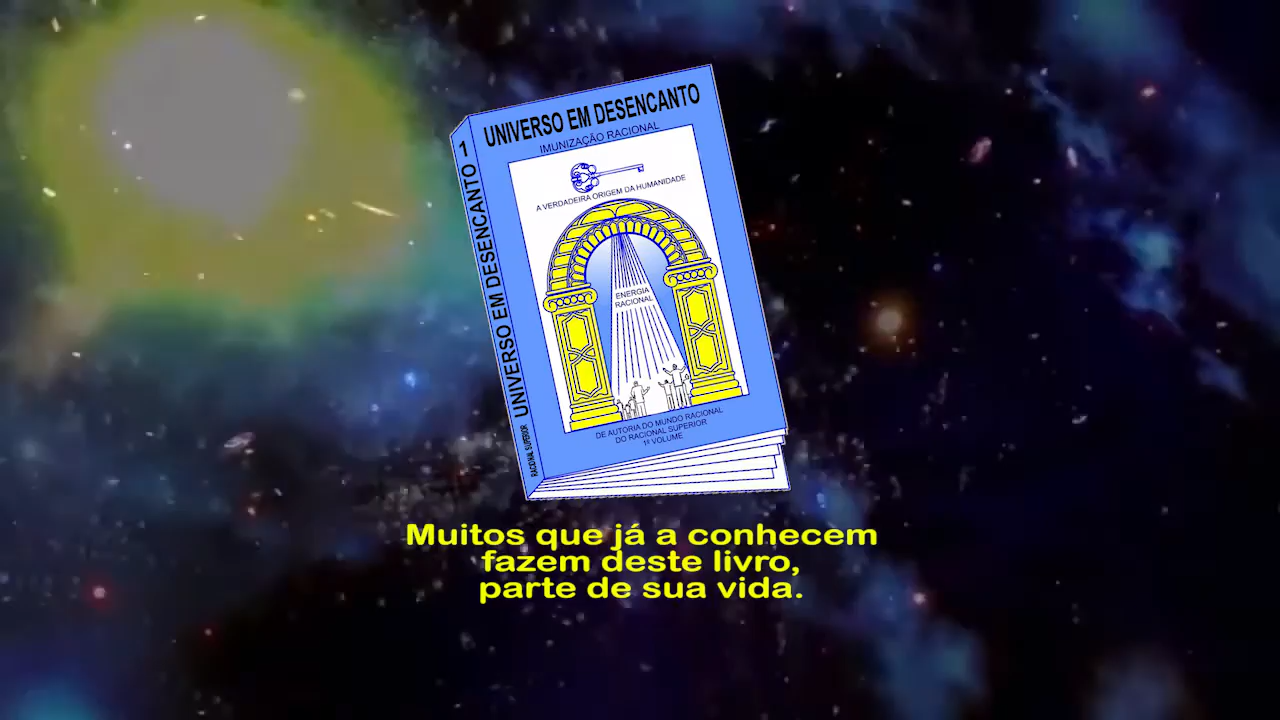 UNIVERSO EM DESENCANTO
IMUNIZAÇÃO RACIONAL
A VERDADEIRA ORIGEM DA HUMANIDADE
ENERGIA
RACIONAL
DE AUTORIA DO MUNDO RACIONAL
DO RACIONAL SUPERIOR
1º VOLUME
1
UNIVERSO EM DESENCANTO
RACIONAL SUPERIOR
Muitos que já a conhecem
fazem deste livro,
parte de sua vida.